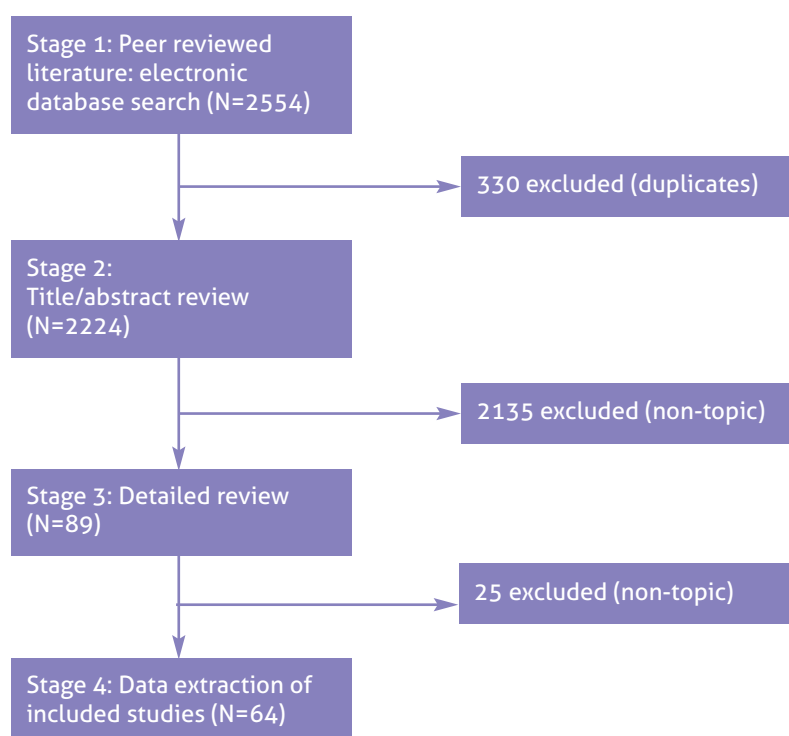 Stage 1: Peer reviewed
literature: electronic
database search (N=2554)
330 excluded (duplicates)
Stage 2:
Title/abstract review
(N=2224)
2135 excluded (non-topic)
Stage 3: Detailed review
(N=89)
25 excluded (non-topic)
Stage 4: Data extraction of
included studies (N=64)